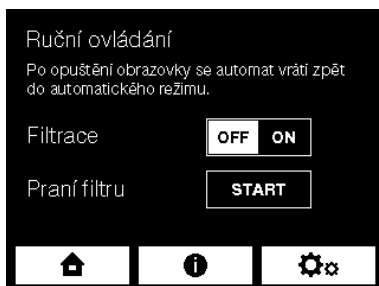 Ruční ovládání
Po opuštění obrazovky se automat vrátí zpět
do automatického režimu.
Filtrace OFF ON
Praní filtru START